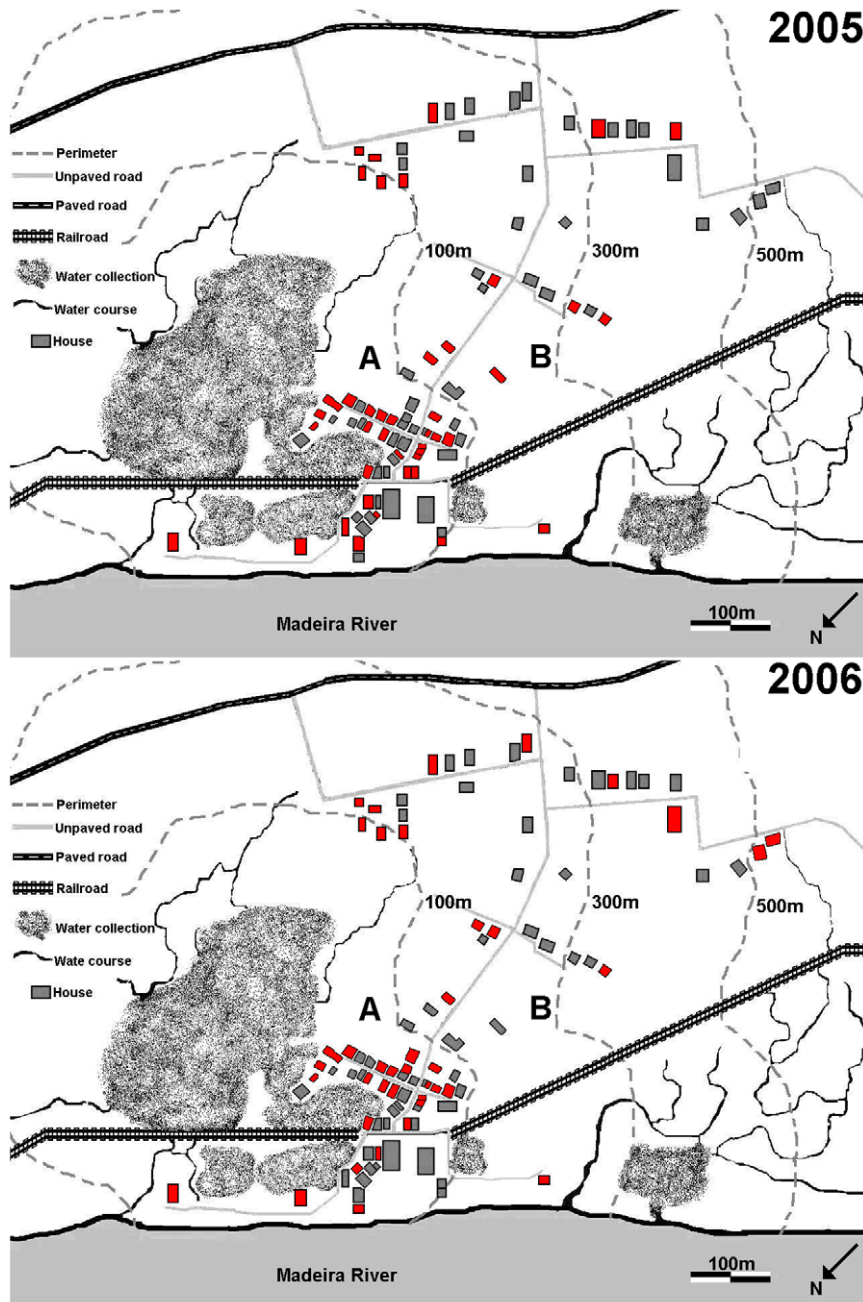 2005
Perimeter
Unpaved road
Paved road
Railroad
Water collection
Water course
House
100m
300m
500m
A
B
Madeira River
100m
N
2006
Perimeter
Unpaved road
Paved road
Railroad
Water collection
Wate course
House
100m
300m
500m
A
B
Madeira River
100m
N